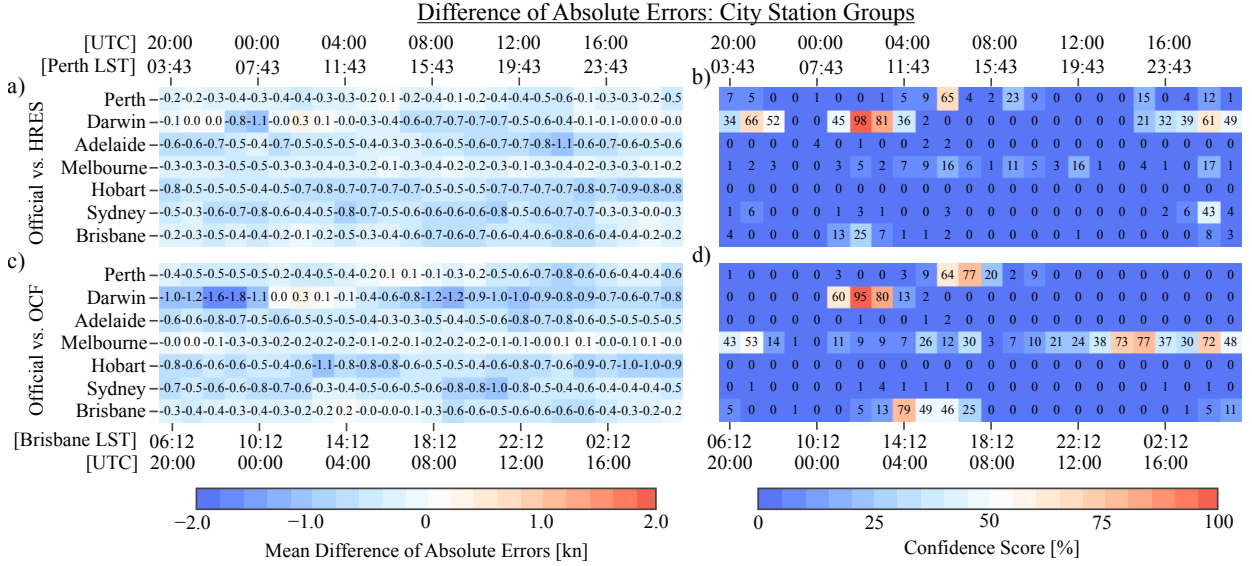 Difference of Absolute Errors: City Station Groups
[UTC] 20:00 00:00 04:00 08:00 12:00 16:00 20:00 00:00 04:00 08:00 12:00 16:00
[Perth LST] 03:43 07:43 11:43 15:43 19:43 23:43 03:43 07:43 11:43 15:43 19:43 23:43
a)
Official vs. HRES
Perth -0.2 -0.2 -0.3 -0.4 -0.3 -0.4 -0.4 -0.3 -0.3 -0.2 0.1 -0.2 -0.4 -0.1 -0.2 -0.4 -0.4 -0.5 -0.6 -0.1 -0.3 -0.3 -0.2 -0.5
Darwin -0.1 0.0 0.0 -0.8 -1.1 -0.0 0.3 0.1 -0.0 -0.3 -0.4 -0.6 -0.7 -0.7 -0.7 -0.7 -0.5 -0.4 -0.1 -0.2 -0.1 -0.0 0.0 -0.0
Adelaide -0.6 -0.6 -0.7 -0.5 -0.4 -0.7 -0.5 -0.5 -0.5 -0.4 -0.3 -0.3 -0.4 -0.6 -0.7 -0.6 -0.7 -0.8 -1.1 -0.6 -0.7 -0.6 -0.5 -0.6
Melbourne -0.3 -0.3 -0.3 -0.5 -0.5 -0.3 -0.3 -0.4 -0.3 -0.2 -0.3 -0.4 -0.2 -0.2 -0.3 -0.1 -0.3 -0.4 -0.3 -0.2 -0.3 -0.3 -0.1 -0.2
Hobart -0.8 -0.5 -0.5 -0.5 -0.4 -0.5 -0.7 -0.8 -0.7 -0.7 -0.7 -0.7 -0.5 -0.5 -0.5 -0.7 -0.7 -0.7 -0.7 -0.8 -0.7 -0.9 -0.8 -0.8
Sydney -0.5 -0.3 -0.6 -0.7 -0.8 -0.6 -0.4 -0.5 -0.8 -0.7 -0.5 -0.6 -0.6 -0.6 -0.6 -0.8 -0.5 -0.6 -0.7 -0.7 -0.3 -0.3 -0.0 -0.3
Brisbane -0.2 -0.3 -0.5 -0.4 -0.4 -0.2 -0.1 -0.2 -0.5 -0.3 -0.4 -0.5 -0.7 -0.6 -0.7 -0.6 -0.4 -0.5 -0.4 -0.4 -0.4 -0.4 -0.2 -0.3
b)
7 5 0 0 1 0 0 1 5 9 65 4 2 23 9 0 0 0 0 15 0 4 12 1
34 66 52 0 0 45 98 81 36 2 0 0 0 0 0 0 0 0 0 21 32 39 61 49
0 0 0 0 4 0 1 0 0 2 2 0 0 0 0 0 0 0 0 0 0 0 0 0
1 2 3 0 0 3 5 2 7 9 16 6 1 11 5 3 16 1 0 4 1 0 17 1
0 0 0 0 0 0 0 0 0 0 0 0 0 0 0 0 0 0 0 0 0 0 0 0
1 6 0 0 0 1 3 1 0 0 3 0 0 0 0 0 0 0 0 0 2 6 43 4
4 0 0 0 0 13 25 7 1 1 2 0 0 0 0 0 1 0 0 0 0 0 8 3
c)
Official vs. OCF
Perth -0.4 -0.5 -0.5 -0.5 -0.5 -0.2 -0.4 -0.5 -0.4 -0.2 0.1 0.1 -0.1 -0.3 -0.2 -0.5 -0.6 -0.7 -0.8 -0.6 -0.6 -0.4 -0.4 -0.6
Darwin -1.0 -1.2 -1.6 -1.8 -1.1 0.0 0.3 0.1 -0.1 -0.4 -0.6 -0.8 -1.2 -1.2 -0.9 -1.0 -1.0 -0.9 -0.8 -0.9 -0.7 -0.6 -0.7 -0.8
Adelaide -0.6 -0.6 -0.8 -0.7 -0.5 -0.6 -0.5 -0.5 -0.5 -0.4 -0.3 -0.3 -0.5 -0.4 -0.5 -0.6 -0.8 -0.7 -0.8 -0.6 -0.5 -0.5 -0.5 -0.5
Melbourne -0.0 0.0 -0.1 -0.3 -0.3 -0.2 -0.2 -0.2 -0.2 -0.1 -0.2 -0.1 -0.2 -0.2 -0.2 -0.1 -0.1 -0.0 0.1 0.1 -0.0 -0.1 0.1 -0.0
Hobart -0.8 -0.6 -0.6 -0.6 -0.5 -0.4 -0.6 -1.1 -0.8 -0.8 -0.8 -0.6 -0.6 -0.6 -0.5 -0.6 -0.7 -0.7 -0.6 -0.9 -0.7 -1.0 -1.0 -0.9
Sydney -0.7 -0.5 -0.6 -0.6 -0.8 -0.7 -0.6 -0.3 -0.4 -0.5 -0.6 -0.5 -0.6 -0.9 -0.8 -1.0 -0.8 -0.5 -0.4 -0.6 -0.4 -0.4 -0.4 -0.5
Brisbane -0.3 -0.4 -0.4 -0.3 -0.4 -0.3 -0.2 -0.2 0.2 -0.0 -0.0 -0.1 -0.3 -0.6 -0.6 -0.5 -0.6 -0.6 -0.6 -0.4 -0.4 -0.3 -0.2 -0.2
d)
1 0 0 0 0 3 0 0 3 9 64 77 20 2 9 0 0 0 0 0 0 0 0 0
0 0 0 0 0 60 95 80 13 2 0 0 0 0 0 0 0 0 0 0 0 0 0 0
0 0 0 0 0 0 1 0 0 1 2 0 0 0 0 0 0 0 0 0 0 0 0 0
43 53 14 1 0 11 9 9 7 26 12 30 3 7 10 21 24 38 73 77 37 30 72 48
0 0 0 0 0 0 0 0 0 0 0 0 0 0 0 0 0 0 0 0 0 0 0 0
0 1 0 0 0 0 1 4 1 1 1 0 0 0 0 0 0 0 0 0 1 0 1 0
5 0 0 1 0 0 5 13 79 49 46 25 0 0 0 0 0 0 0 0 0 1 5 11
[Brisbane LST] 06:12 10:12 14:12 18:12 22:12 02:12 06:12 10:12 14:12 18:12 22:12 02:12
[UTC] 20:00 00:00 04:00 08:00 12:00 16:00 20:00 00:00 04:00 08:00 12:00 16:00
−2.0 −1.0 0 1.0 2.0
Mean Difference of Absolute Errors [kn]
0 25 50 75 100
Confidence Score [%]